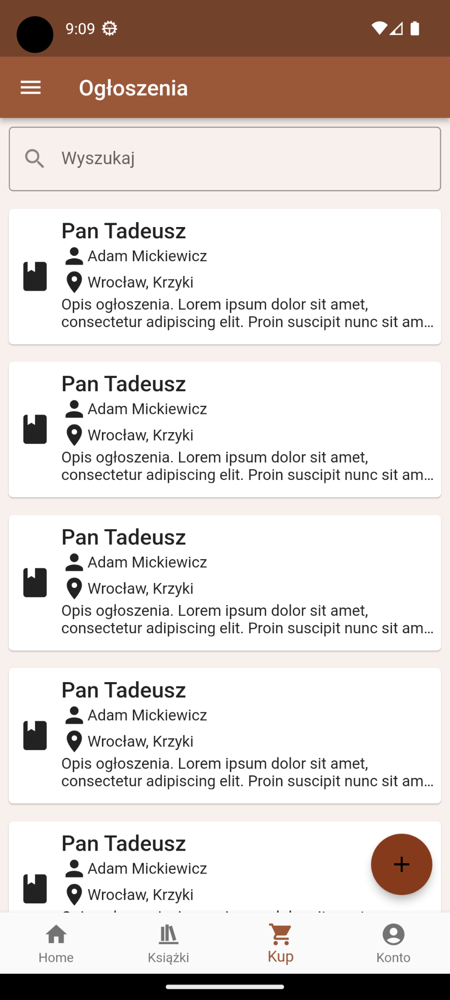 9:09
Ogłoszenia
Wyszukaj
Pan Tadeusz
Adam Mickiewicz
Wrocław, Krzyki
Opis ogłoszenia. Lorem ipsum dolor sit amet,
consectetur adipiscing elit. Proin suscipit nunc sit am...
Pan Tadeusz
Adam Mickiewicz
Wrocław, Krzyki
Opis ogłoszenia. Lorem ipsum dolor sit amet,
consectetur adipiscing elit. Proin suscipit nunc sit am...
Pan Tadeusz
Adam Mickiewicz
Wrocław, Krzyki
Opis ogłoszenia. Lorem ipsum dolor sit amet,
consectetur adipiscing elit. Proin suscipit nunc sit am...
Pan Tadeusz
Adam Mickiewicz
Wrocław, Krzyki
Opis ogłoszenia. Lorem ipsum dolor sit amet,
consectetur adipiscing elit. Proin suscipit nunc sit am...
Pan Tadeusz
Adam Mickiewicz
Wrocław, Krzyki
Home
Książki
Kup
Konto